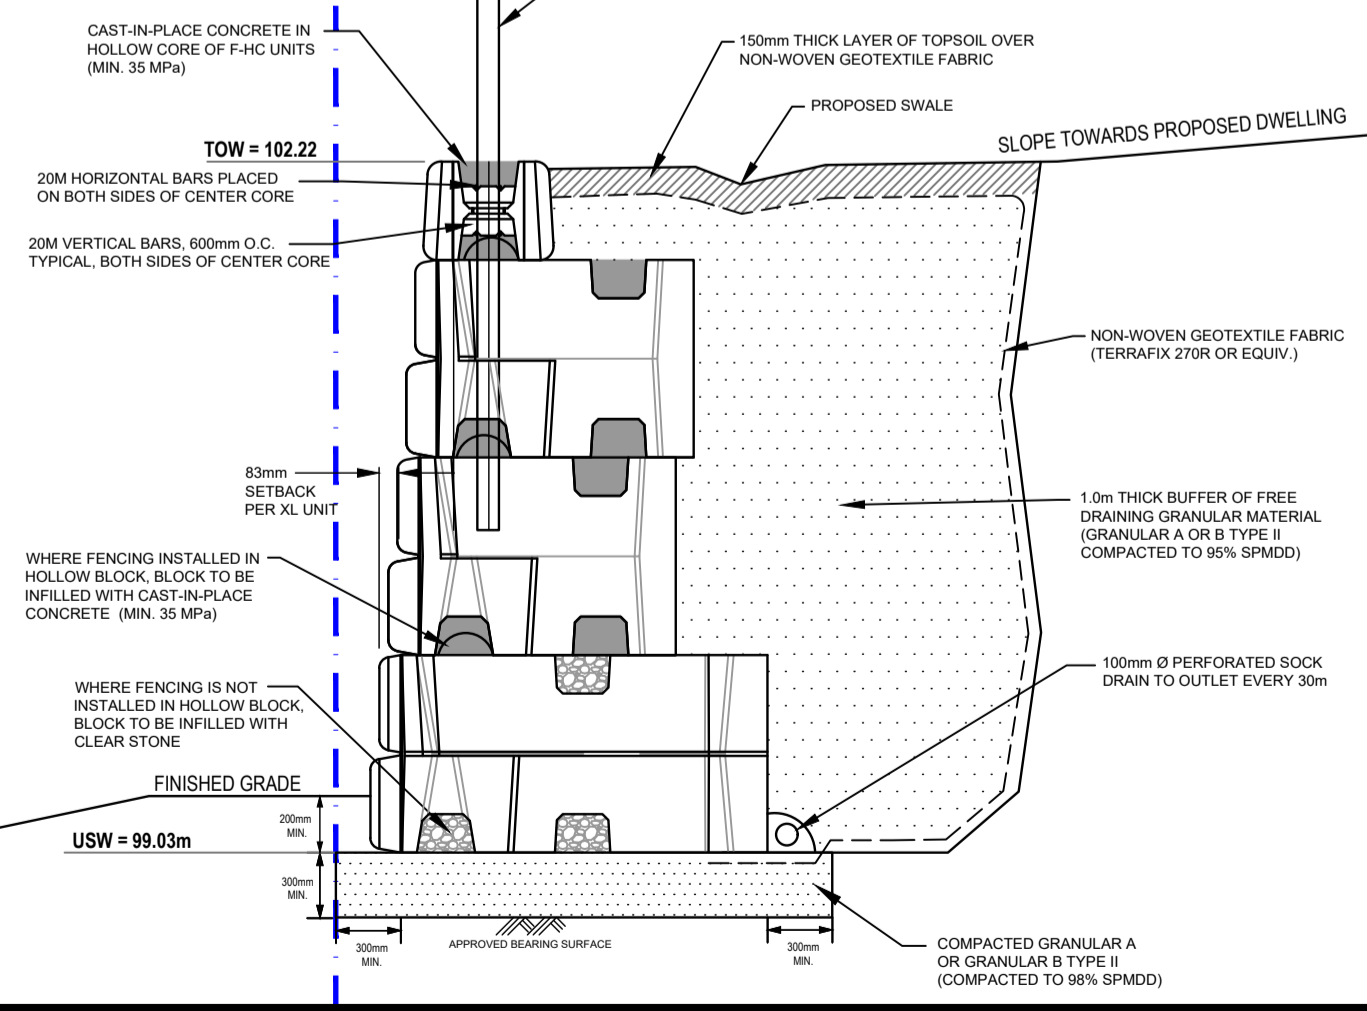 CAST-IN-PLACE CONCRETE IN
HOLLOW CORE OF F-HC UNITS
(MIN. 35 MPa)
150mm THICK LAYER OF TOPSOIL OVER
NON-WOVEN GEOTEXTILE FABRIC
PROPOSED SWALE
SLOPE TOWARDS PROPOSED DWELLING
TOW = 102.22
20M HORIZONTAL BARS PLACED
ON BOTH SIDES OF CENTER CORE
20M VERTICAL BARS, 600mm O.C.
TYPICAL, BOTH SIDES OF CENTER CORE
NON-WOVEN GEOTEXTILE FABRIC
(TERRAFIX 270R OR EQUIV.)
83mm
SETBACK
PER XL UNIT
1.0m THICK BUFFER OF FREE
DRAINING GRANULAR MATERIAL
(GRANULAR A OR B TYPE II
COMPACTED TO 95% SPMDD)
WHERE FENCING INSTALLED IN
HOLLOW BLOCK, BLOCK TO BE
INFILLED WITH CAST-IN-PLACE
CONCRETE (MIN. 35 MPa)
100mm Ø PERFORATED SOCK
DRAIN TO OUTLET EVERY 30m
WHERE FENCING IS NOT
INSTALLED IN HOLLOW BLOCK,
BLOCK TO BE INFILLED WITH
CLEAR STONE
FINISHED GRADE
200mm
MIN.
USW = 99.03m
300mm
MIN.
300mm
MIN.
APPROVED BEARING SURFACE
300mm
MIN.
COMPACTED GRANULAR A
OR GRANULAR B TYPE II
(COMPACTED TO 98% SPMDD)